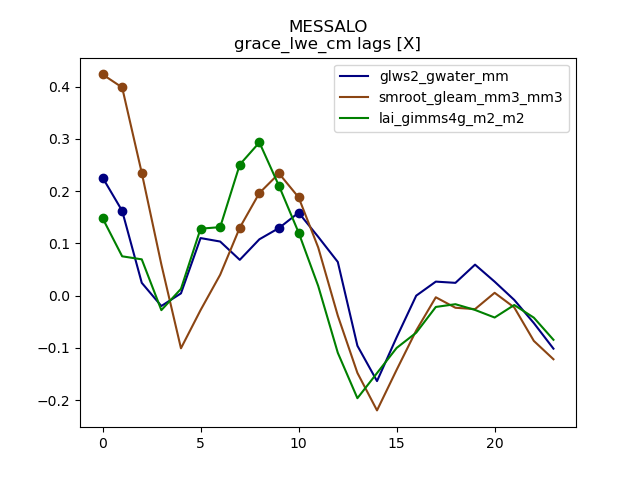 MESSALO
grace_lwe_cm lags [X]
glws2_gwater_mm
smroot_gleam_mm3_mm3
lai_gimms4g_m2_m2
0.4
0.3
0.2
0.1
0.0
−0.1
−0.2
0 5 10 15 20